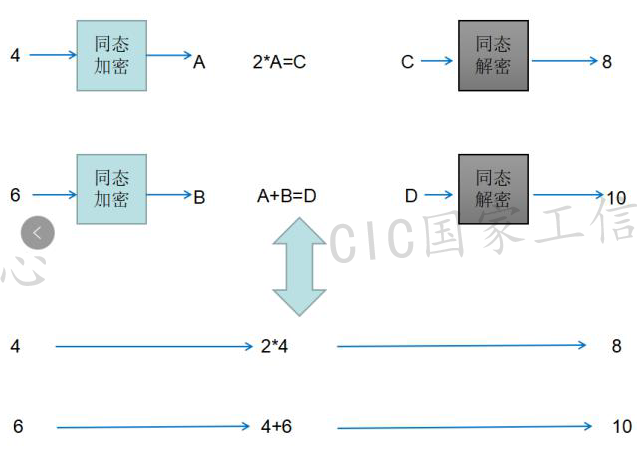 4 同态 加密 A 2*A=C C 同态 解密 8
6 同态 加密 B A+B=D D 同态 解密 10
CIC国家工信
心
4 2*4 8
6 4+6 10